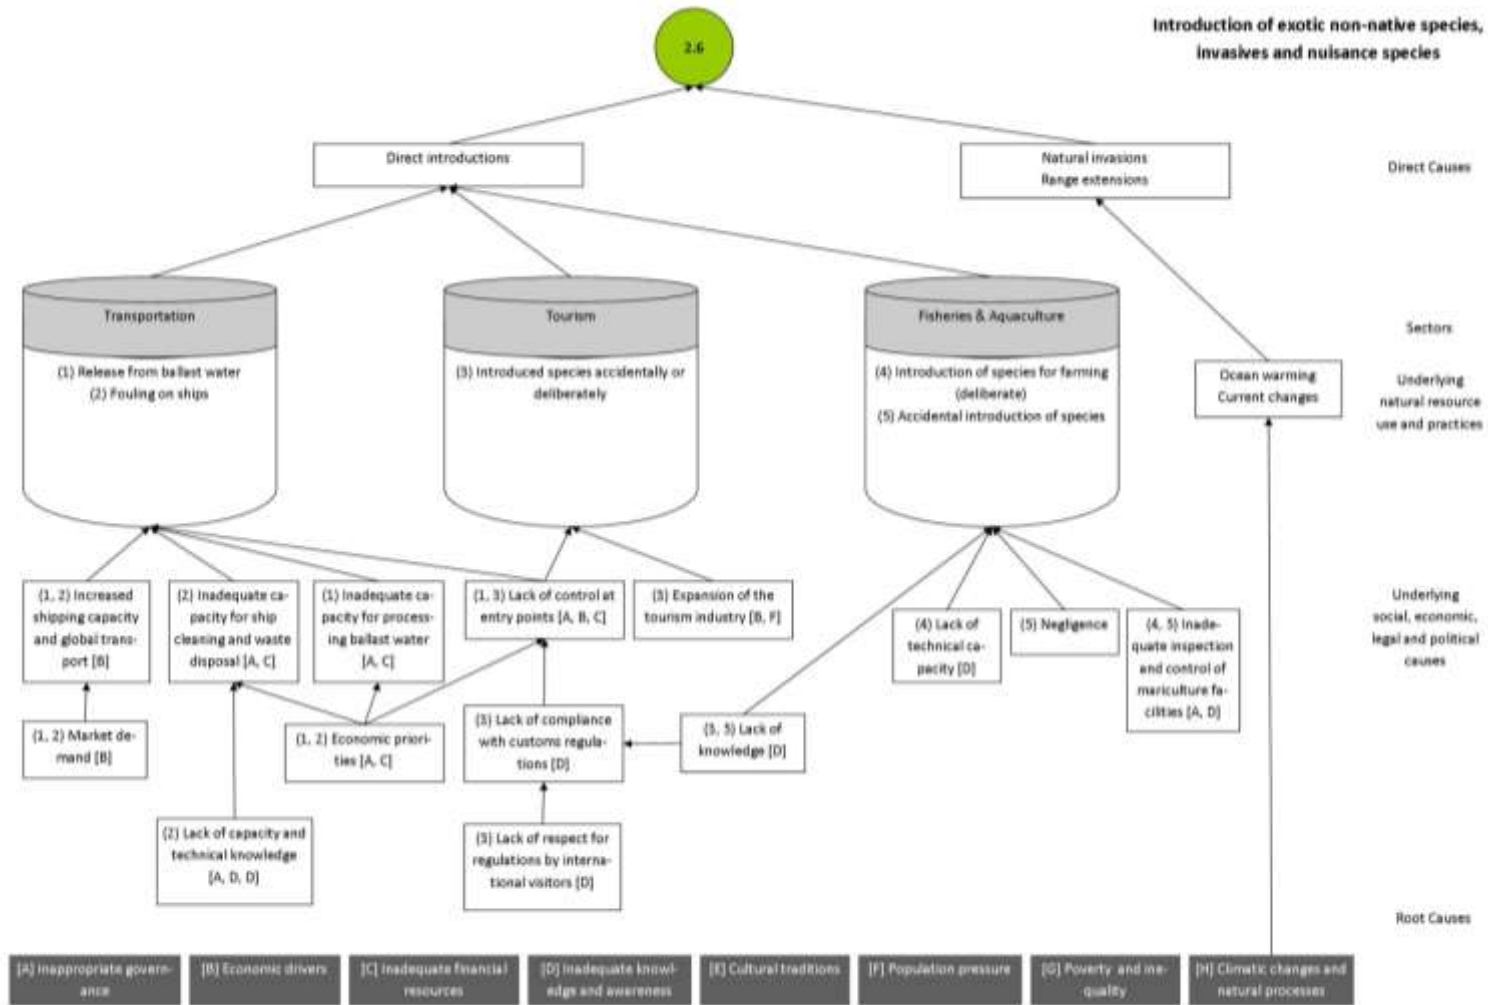 2.6
Introduction of exotic non-native species,
invasives and nuisance species
Direct introductions
Natural invasions
Range extensions
Direct Causes
Transportation
Tourism
Fisheries & Aquaculture
Sectors
(1) Release from ballast water
(2) Fouling on ships
(3) Introduced species accidentally or
deliberately
(4) Introduction of species for farming
(deliberate)
(5) Accidental introduction of species
Ocean warming
Current changes
Underlying
natural resource
use and practices
(1, 2) Increased
shipping capacity
and global trans-
port [B]
(2) Inadequate ca-
pacity for ship
cleaning and waste
disposal [A, C]
(1) Inadequate ca-
pacity for process-
ing ballast water
[A, C]
(1, 3) Lack of control at
entry points [A, B, C]
(3) Expansion of the
tourism industry [B, F]
(4) Lack of
technical ca-
pacity [D]
(5) Negligence
(4, 5) Inade-
quate inspection
and control of
mariculture fa-
cilities [A, D]
Underlying
social, economic,
legal and political
causes
(1, 2) Market de-
mand [B]
(1, 2) Economic priori-
ties [A, C]
(3) Lack of compliance
with customs regula-
tions [D]
(3, 5) Lack of
knowledge [D]
(2) Lack of capacity and
technical knowledge
[A, D, D]
(3) Lack of respect for
regulations by interna-
tional visitors [D]
Root Causes
[A] Inappropriate govern-
ance
[B] Economic drivers
[C] Inadequate financial
resources
[D] Inadequate knowl-
edge and awareness
[E] Cultural traditions
[F] Population pressure
[G] Poverty and ine-
quality
[H] Climatic changes and
natural processes